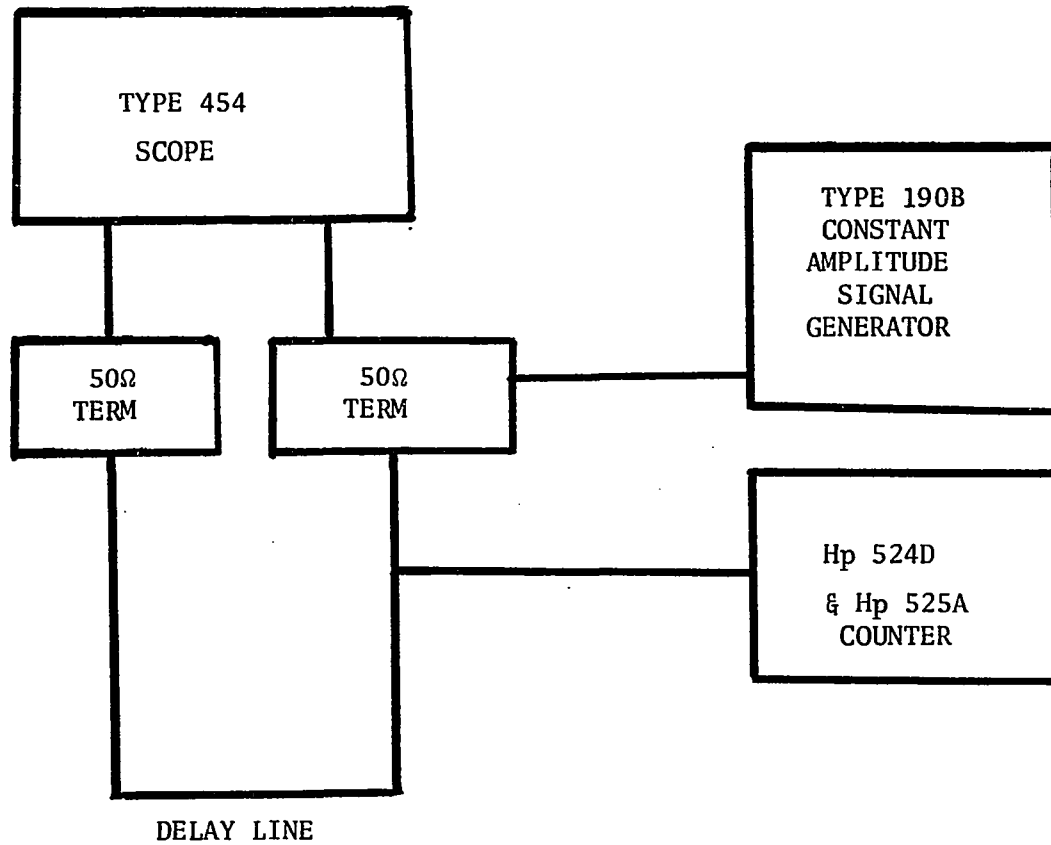 TYPE 454
SCOPE
TYPE 190B
CONSTANT
AMPLITUDE
SIGNAL
GENERATOR
50Ω
TERM
50Ω
TERM
Hp 524D
& Hp 525A
COUNTER
DELAY LINE